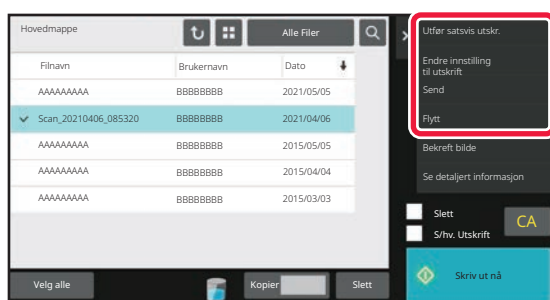 Hovedmappe
Alle Filer
Filnavn Brukernavn Dato
AAAAAAAAA BBBBBBBB 2021/05/05
Scan_20210406_085320 BBBBBBBB 2021/04/06
AAAAAAAAA BBBBBBBB 2015/05/05
AAAAAAAAA BBBBBBBB 2015/04/04
AAAAAAAAA BBBBBBBB 2015/03/03
Velg alle
Kopier
Slett
Utfør satsvis utskr.
Endre innstilling
til utskrift
Send
Flytt
Bekreft bilde
Se detaljert informasjon
Slett
S/hv. Utskrift
CA
Skriv ut nå